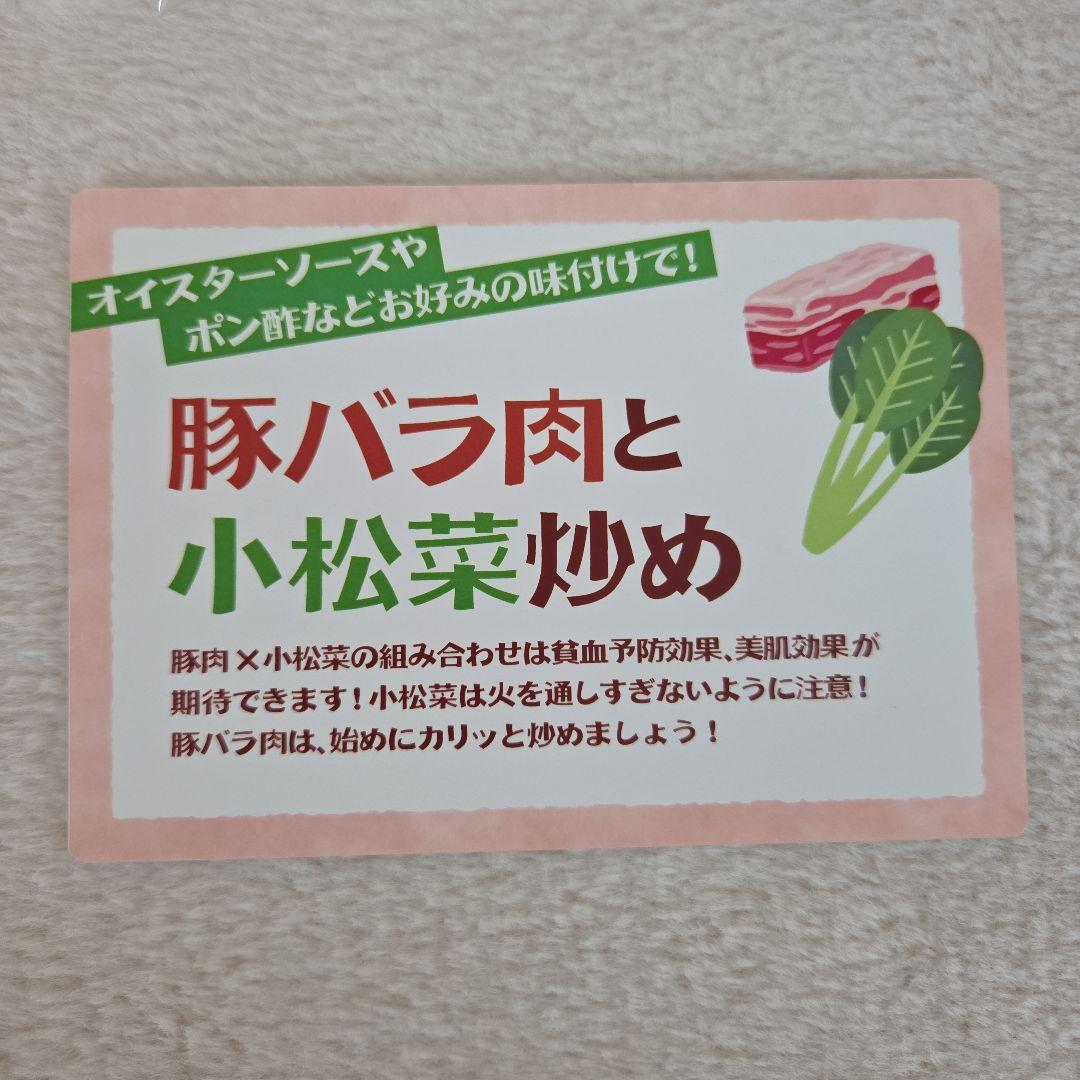 オイスターソースや
ポン酢などお好みの味付けで！
豚バラ肉と
小松菜炒め
豚肉×小松菜の組み合わせは貧血予防効果、美肌効果が
期待できます！小松菜は火を通しすぎないように注意！
豚バラ肉は、始めにカリッと炒めましょう！